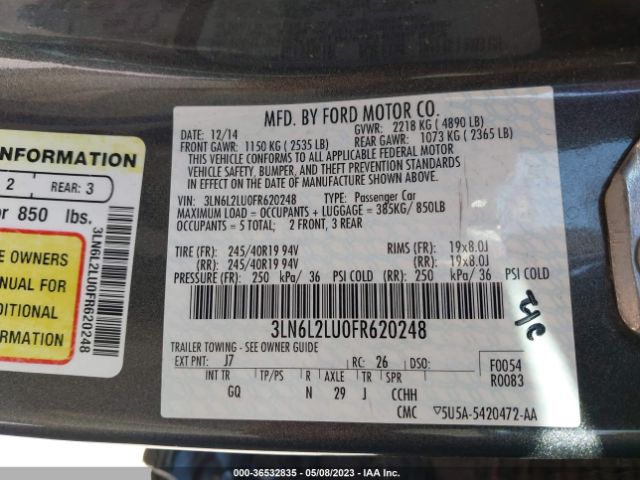 MFD. BY FORD MOTOR CO.
12/14
GVWR: 2218 KG ( 4890 LB)
FRONT GAWR: 1150 KG ( 2535 LB)
REAR GAWR: 1073 KG ( 2365 LB)
THIS VEHICLE CONFORMS TO ALL APPLICABLE FEDERAL MOTOR
VEHICLE SAFETY, BUMPER, AND THEFT PREVENTION STANDARDS
IN EFFECT ON THE DATE OF MANUFACTURE SHOWN ABOVE.
VIN: 3LN6L2LU0FR620248 TYPE: Passenger Car
MAXIMUM LOAD = OCCUPANTS + LUGGAGE = 385KG/ 850LB
OCCUPANTS = 5 TOTAL; 2 FRONT, 3 REAR
TIRE (FR): 245/40R19 94V RIMS (FR): 19x8.0J
(RR): 245/40R19 94V (RR): 19x8.0J
PRESSURE (FR): 250 kPa/ 36 PSI COLD (RR): 250 kPa/ 36 PSI COLD
3LN6L2LU0FR620248
TRAILER TOWING - SEE OWNER GUIDE
EXT PNT: J7 RC: 26 DSO:
F0054
R0083
INT TR TP/PS R AXLE TR SPR
GQ N 29 J CCHH
CMC ▽5U5A-5420472-AA
INFORMATION
2 REAR: 3
or 850 lbs.
E OWNERS
ANUAL FOR
DITIONAL
FORMATION
3LN6L2LU0FR620248
000-36532835 - 05/08/2023 - IAAI.com